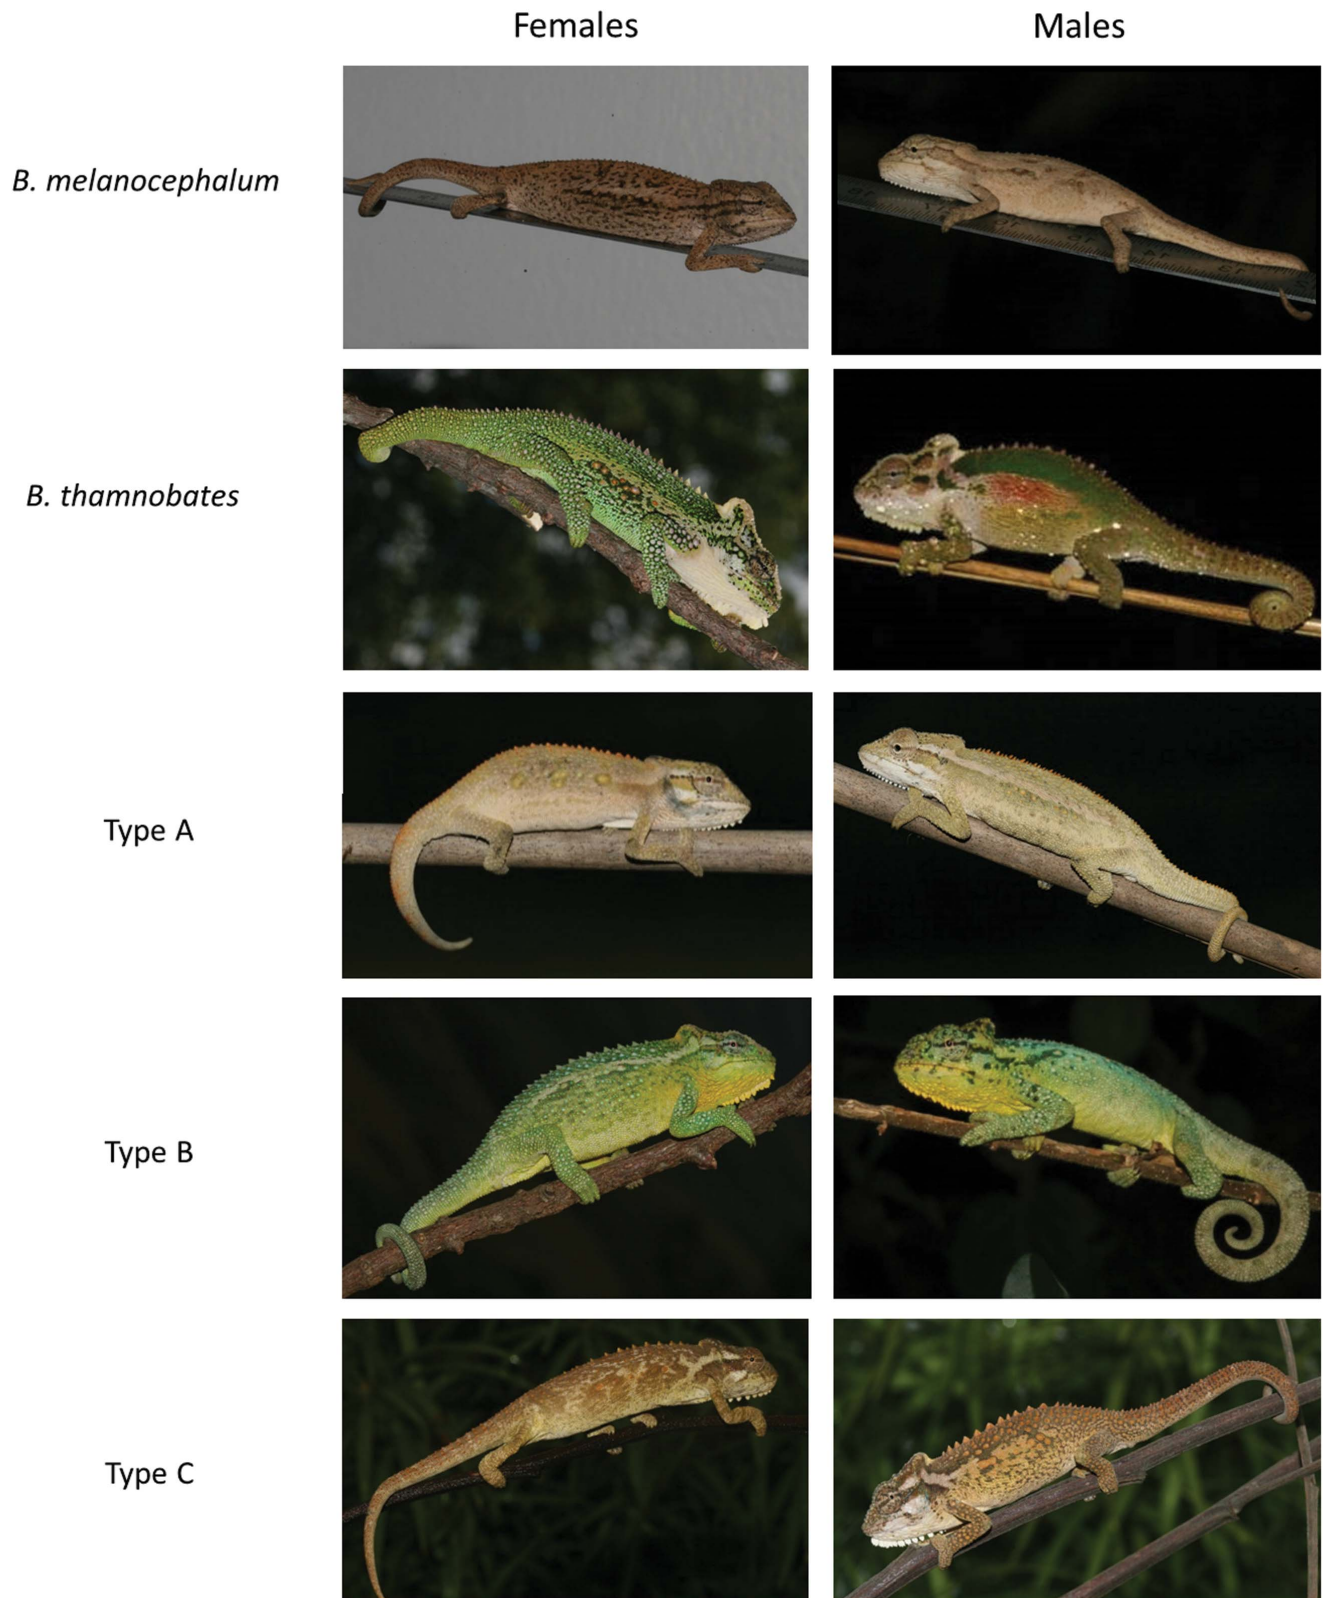 Females Males
B. melanocephalum
B. thamnobates
Type A
Type B
Type C